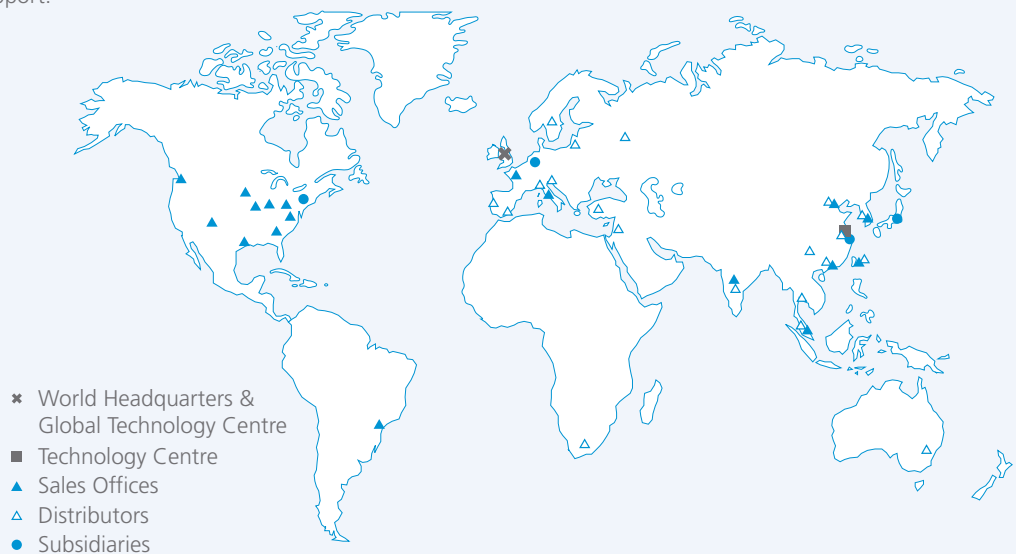 World Headquarters &
Global Technology Centre
Technology Centre
Sales Offices
Distributors
Subsidiaries